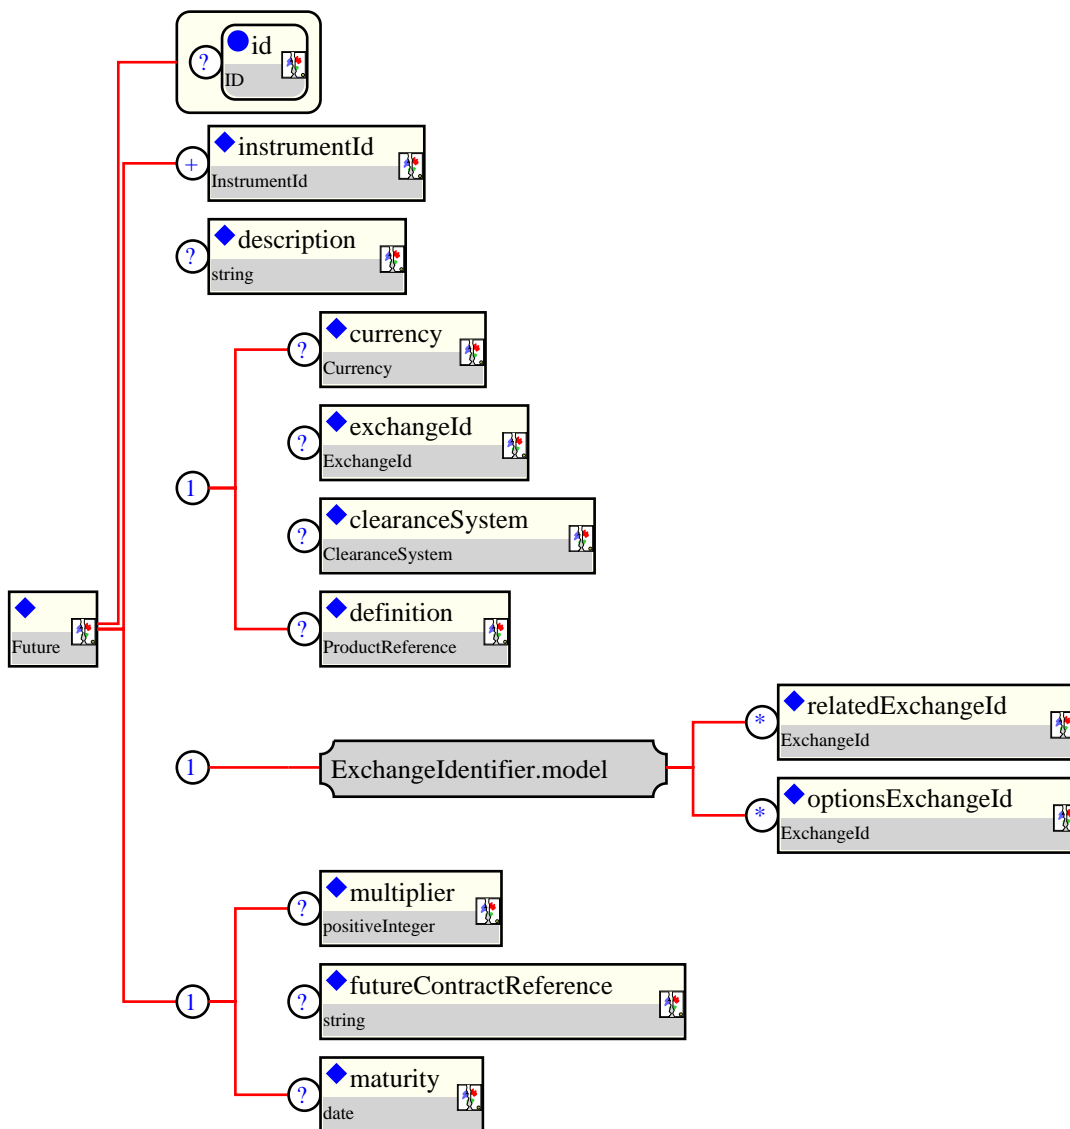 id
?
ID
instrumentId
+
InstrumentId
description
?
string
currency
?
Currency
exchangeId
?
ExchangeId
1
clearanceSystem
?
ClearanceSystem
definition
?
Future
ProductReference
relatedExchangeId
*
ExchangeId
1
ExchangeIdentifier.model
optionsExchangeId
*
ExchangeId
multiplier
?
positiveInteger
1
futureContractReference
?
string
maturity
?
date